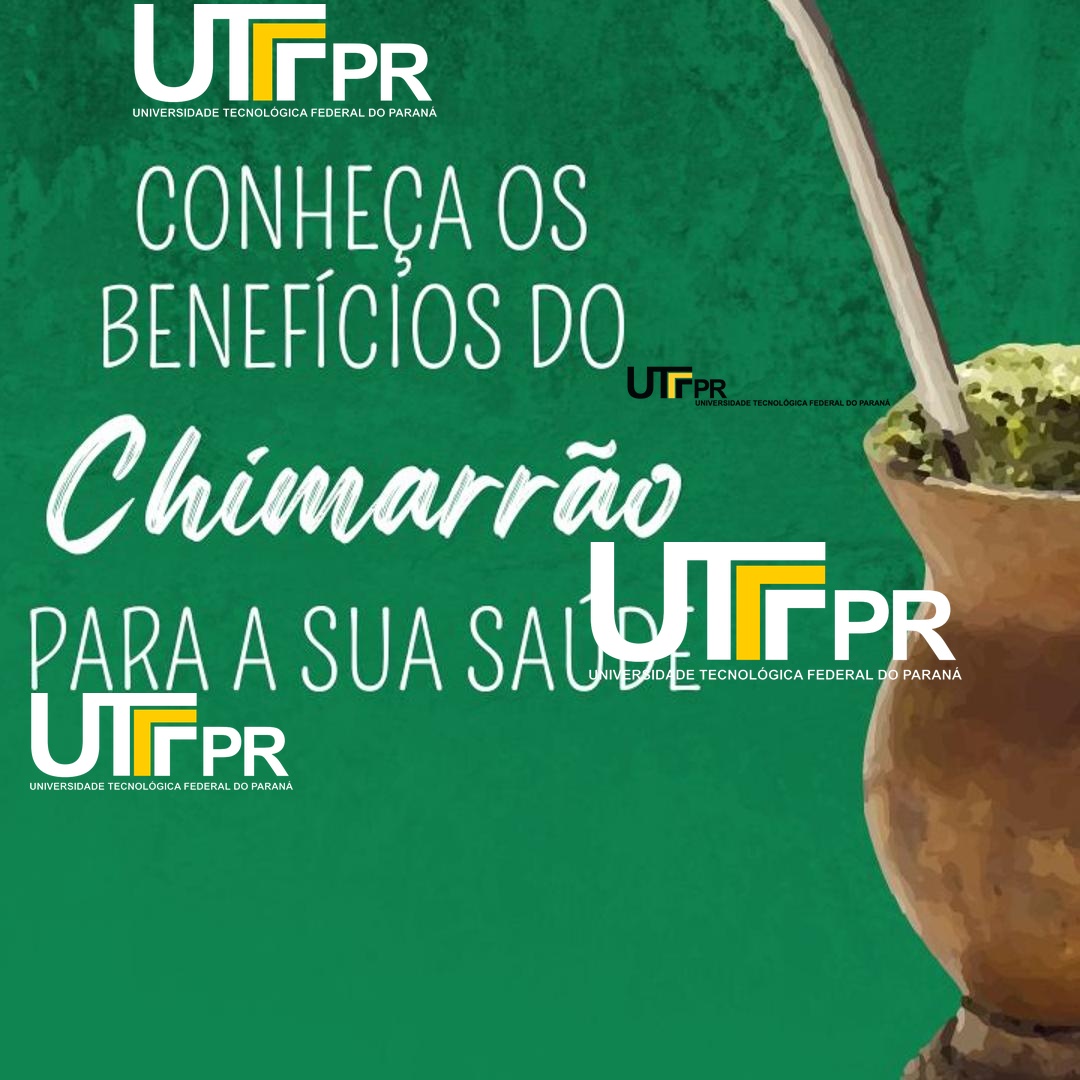 UTFPR
UNIVERSIDADE TECNOLÓGICA FEDERAL DO PARANÁ
CONHEÇA OS
BENEFÍCIOS DO
UTFPR
UNIVERSIDADE TECNOLÓGICA FEDERAL DO PARANÁ
Chimarrão
UTFPR
UNIVERSIDADE TECNOLÓGICA FEDERAL DO PARANÁ
PARA A SUA SAÚDE
UTFPR
UNIVERSIDADE TECNOLÓGICA FEDERAL DO PARANÁ